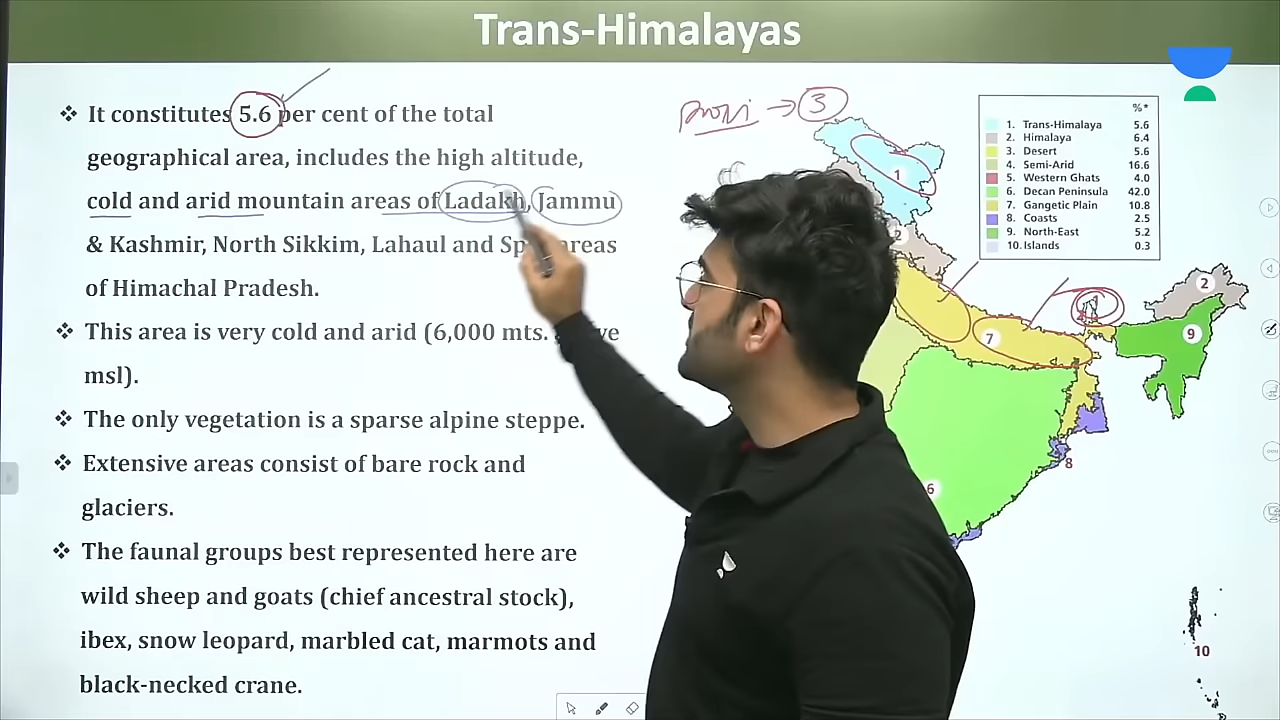 Trans-Himalayas
❖ It constitutes 5.6 per cent of the total
geographical area, includes the high altitude,
cold and arid mountain areas of Ladakh, Jammu
& Kashmir, North Sikkim, Lahaul and areas
of Himachal Pradesh.
❖ This area is very cold and arid (6,000 mts.
msl).
❖ The only vegetation is a sparse alpine steppe.
❖ Extensive areas consist of bare rock and
glaciers.
❖ The faunal groups best represented here are
wild sheep and goats (chief ancestral stock),
ibex, snow leopard, marbled cat, marmots and
black-necked crane.
→ 3
%*
1. Trans-Himalaya 5.6
2. Himalaya 6.4
3. Desert 5.6
4. Semi-Arid 16.6
5. Western Ghats 4.0
6. Decan Peninsula 42.0
7. Gangetic Plain 10.8
8. Coasts 2.5
9. North-East 5.2
10. Islands 0.3
1
2
2
7
9
8
6
10